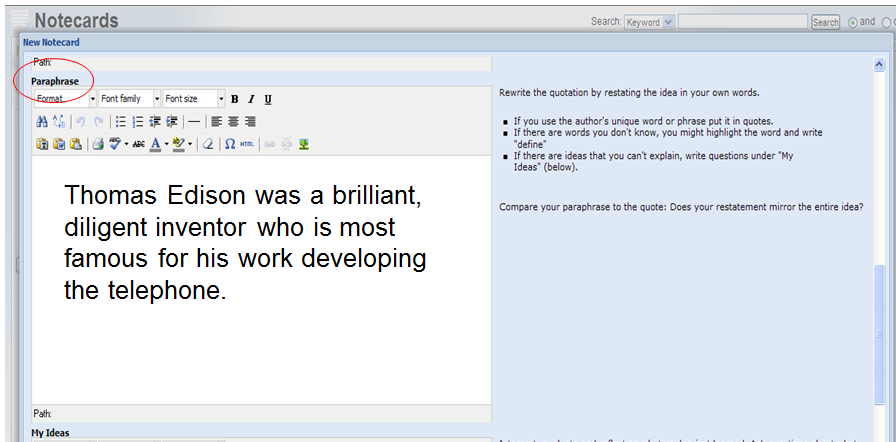 Notecards
Search: Keyword Search and
New Notecard
Path:
Paraphrase
Format Font family Font size B I U
ABC A ab Ω HTML
Rewrite the quotation by restating the idea in your own words.
▪ If you use the author's unique word or phrase put it in quotes.
▪ If there are words you don't know, you might highlight the word and write
"define"
▪ If there are ideas that you can't explain, write questions under "My
Ideas" (below).
Compare your paraphrase to the quote: Does your restatement mirror the entire idea?
Thomas Edison was a brilliant,
diligent inventor who is most
famous for his work developing
the telephone.
Path:
My Ideas